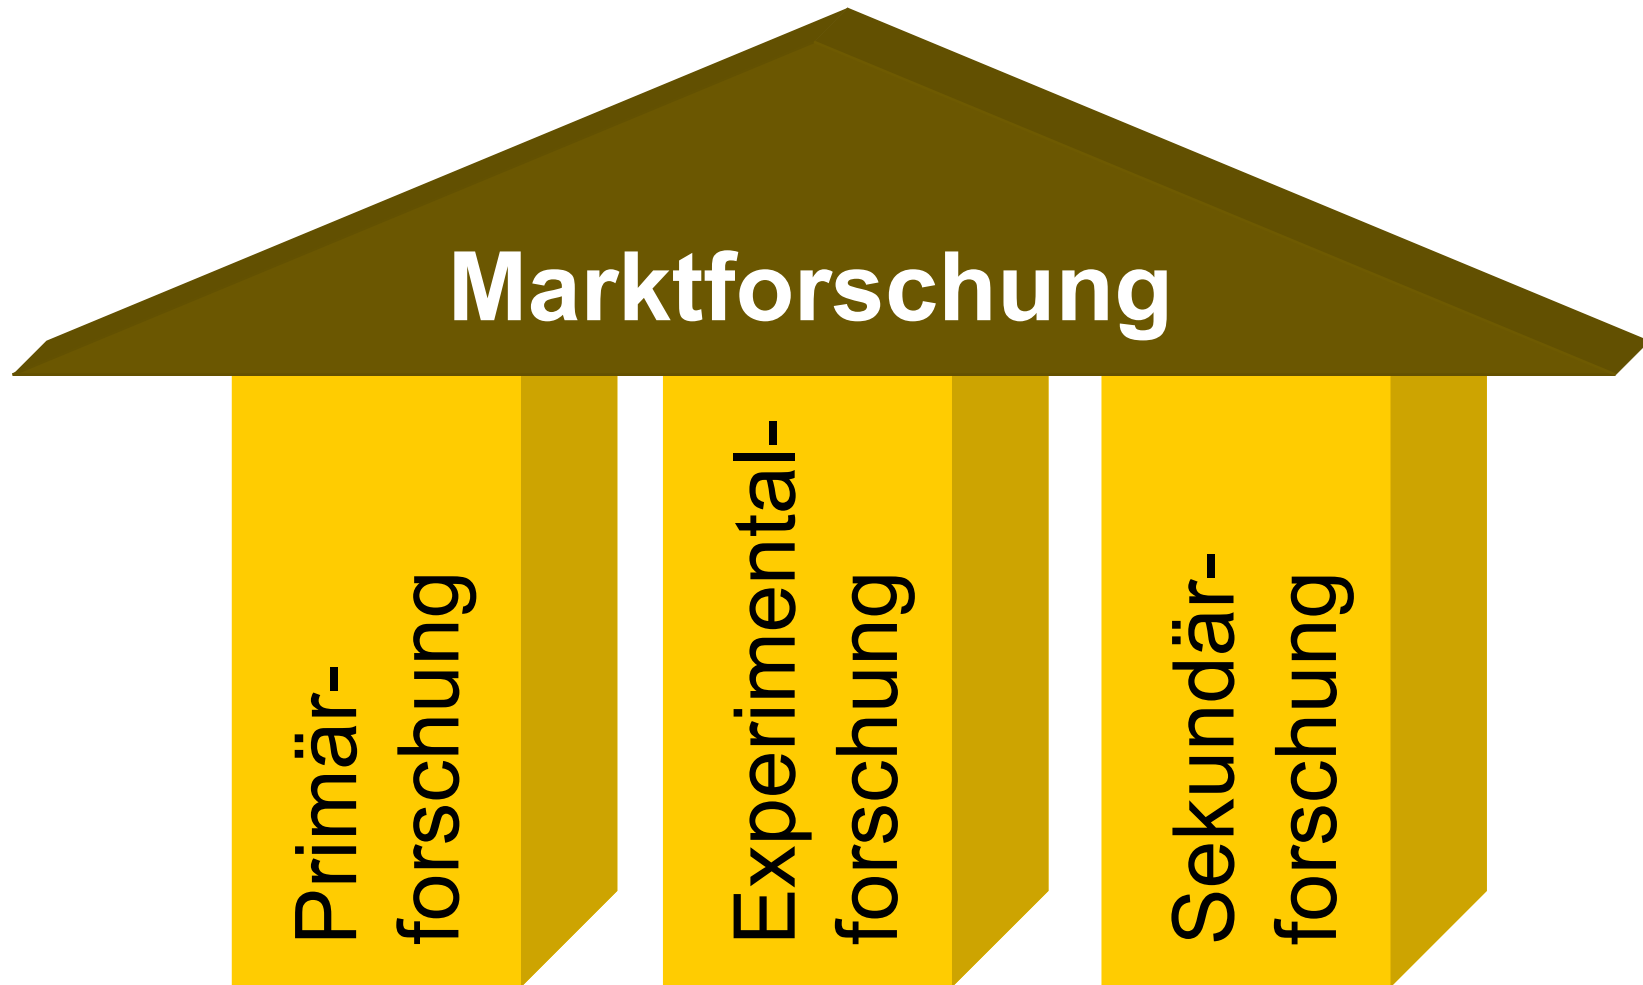 Marktforschung
Primär-
forschung
Experimental-
forschung
Sekundär-
forschung